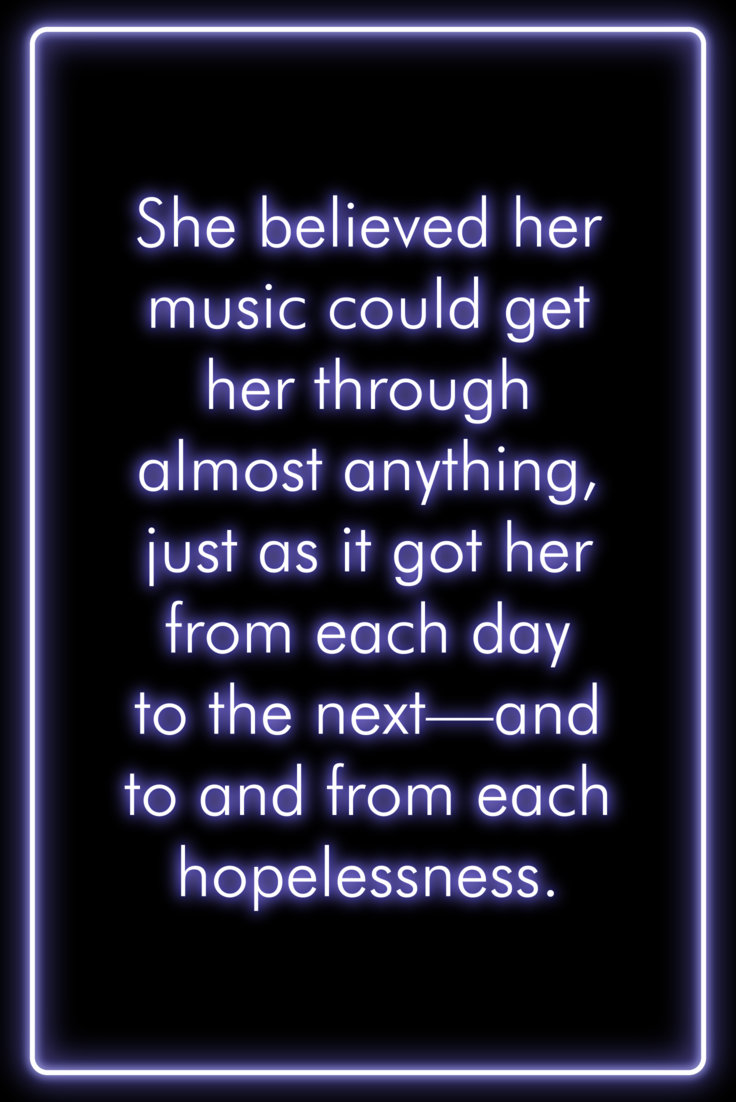 She believed her
music could get
her through
almost anything,
just as it got her
from each day
to the next—and
to and from each
hopelessness.